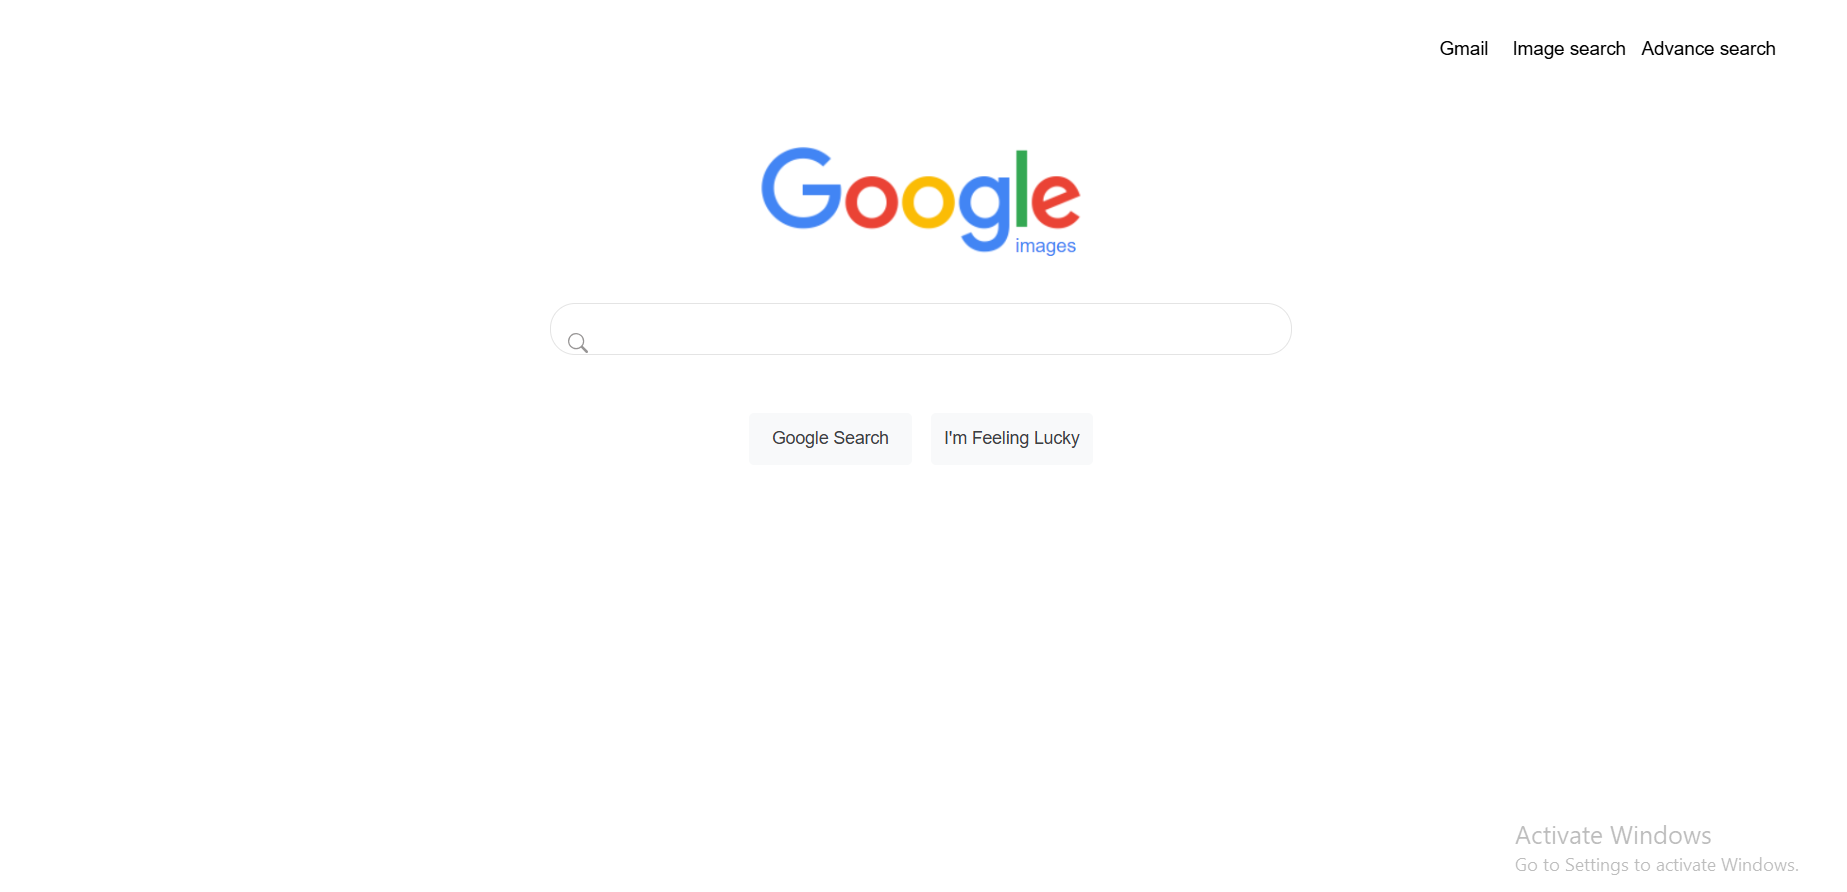 Gmail Image search Advance search
Google
images
Google Search I'm Feeling Lucky
Activate Windows
Go to Settings to activate Windows.